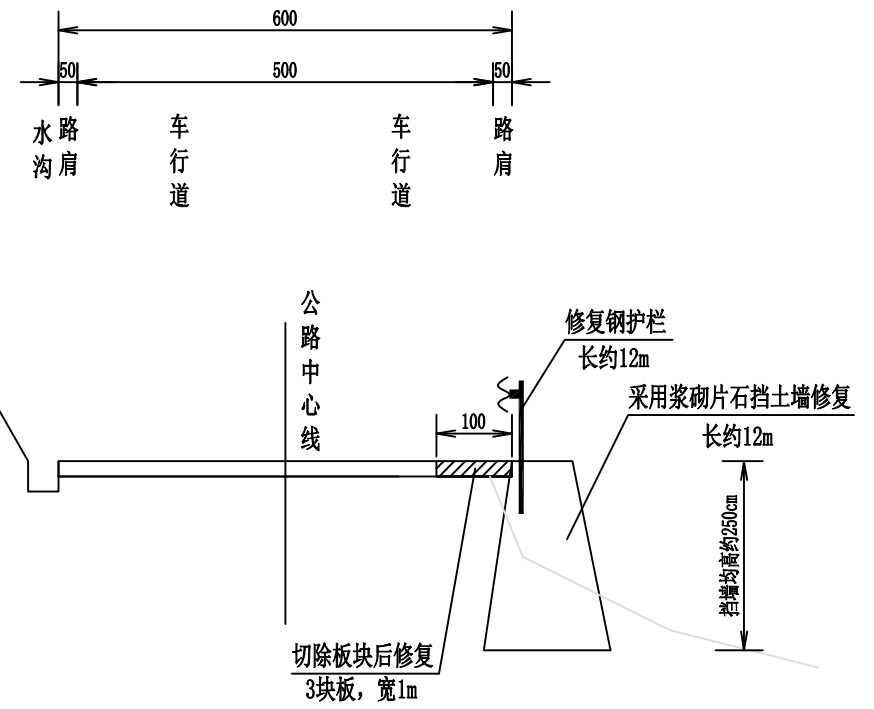 600
50
500
50
水沟
路肩
车行道
车行道
路肩
公路中心线
修复钢护栏
长约12m
采用浆砌片石挡土墙修复
长约12m
100
挡墙均高约250cm
切除板块后修复
3块板，宽1m